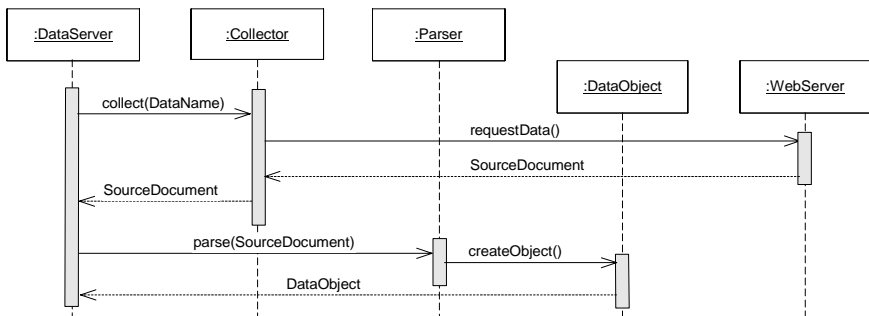 :DataServer
:Collector
:Parser
:DataObject
:WebServer
collect(DataName)
requestData()
SourceDocument
SourceDocument
parse(SourceDocument)
createObject()
DataObject